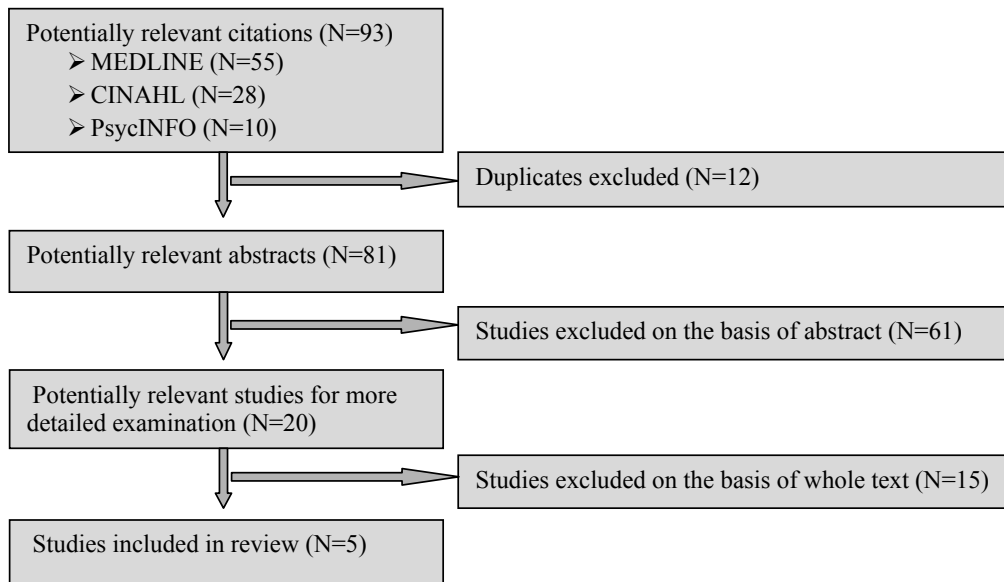 Potentially relevant citations (N=93)
➢ MEDLINE (N=55)
➢ CINAHL (N=28)
➢ PsycINFO (N=10)
Duplicates excluded (N=12)
Potentially relevant abstracts (N=81)
Studies excluded on the basis of abstract (N=61)
Potentially relevant studies for more
detailed examination (N=20)
Studies excluded on the basis of whole text (N=15)
Studies included in review (N=5)